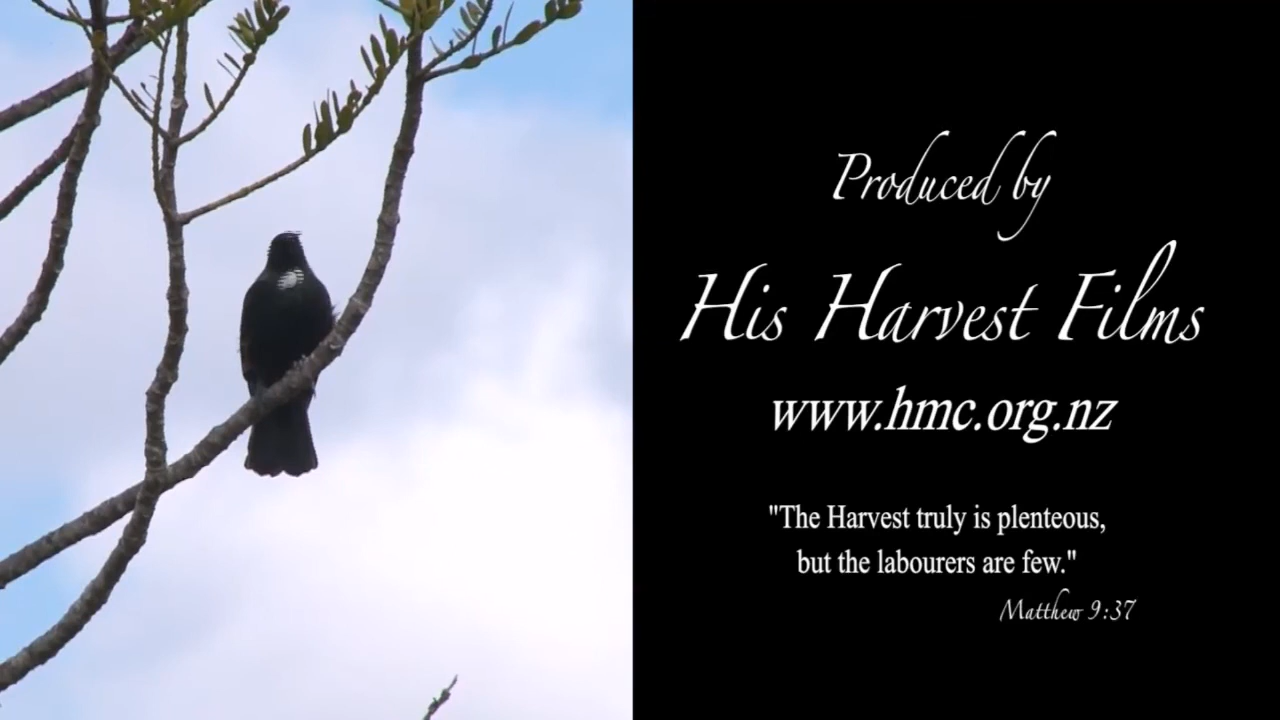 Produced by
His Harvest Films
www.hmc.org.nz
"The Harvest truly is plenteous,
but the labourers are few."
Matthew 9:37